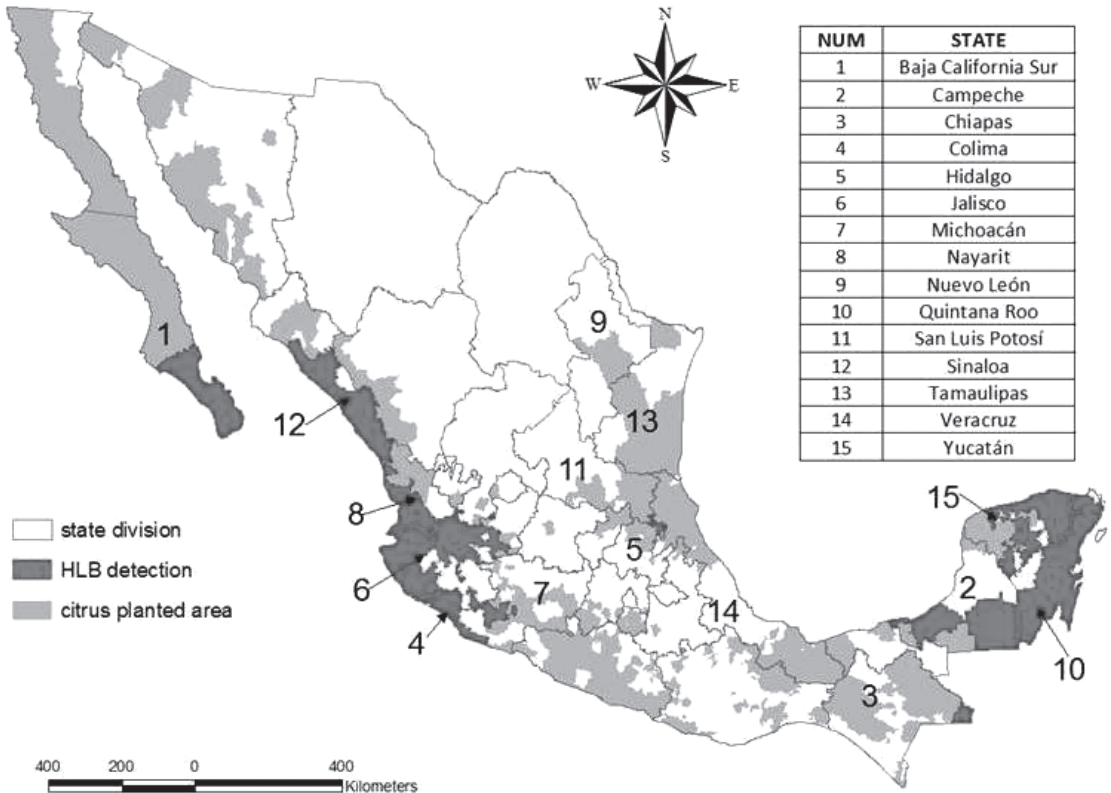 N
W E
S
NUM STATE
1 Baja California Sur
2 Campeche
3 Chiapas
4 Colima
5 Hidalgo
6 Jalisco
7 Michoacán
8 Nayarit
9 Nuevo León
10 Quintana Roo
11 San Luis Potosí
12 Sinaloa
13 Tamaulipas
14 Veracruz
15 Yucatán
1
9
12
13
11
8
15
5
6
7
2
14
4
10
3
state division
HLB detection
citrus planted area
400 200 0 400
Kilometers